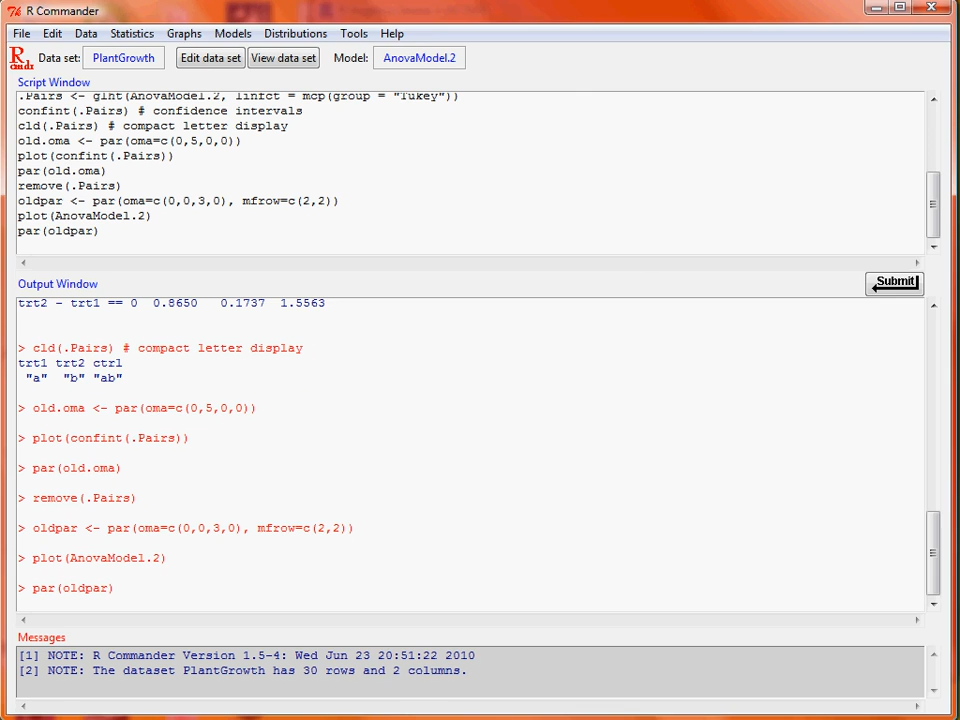 R Commander
File Edit Data Statistics Graphs Models Distributions Tools Help
R cmdr Data set: PlantGrowth Edit data set View data set Model: AnovaModel.2
Script Window
.Pairs <- glht(AnovaModel.2, linfct = mcp(group = "Tukey"))
confint(.Pairs) # confidence intervals
cld(.Pairs) # compact letter display
old.oma <- par(oma=c(0,5,0,0))
plot(confint(.Pairs))
par(old.oma)
remove(.Pairs)
oldpar <- par(oma=c(0,0,3,0), mfrow=c(2,2))
plot(AnovaModel.2)
par(oldpar)
Output Window
Submit
trt2 - trt1 == 0 0.8650 0.1737 1.5563
> cld(.Pairs) # compact letter display
trt1 trt2 ctrl
"a" "b" "ab"
> old.oma <- par(oma=c(0,5,0,0))
> plot(confint(.Pairs))
> par(old.oma)
> remove(.Pairs)
> oldpar <- par(oma=c(0,0,3,0), mfrow=c(2,2))
> plot(AnovaModel.2)
> par(oldpar)
Messages
[1] NOTE: R Commander Version 1.5-4: Wed Jun 23 20:51:22 2010
[2] NOTE: The dataset PlantGrowth has 30 rows and 2 columns.